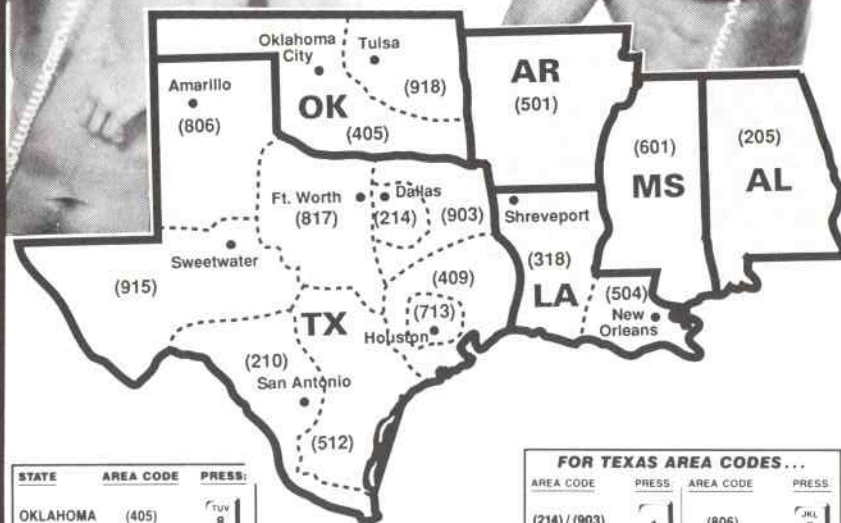 Oklahoma City
Tulsa
Amarillo
(806)
OK
(918)
(405)
AR
(501)
(601)
MS
(205)
AL
Ft. Worth
(817)
Dallas
(214)
(903)
Shreveport
Sweetwater
(915)
(409)
(318)
LA
(504)
New
Orleans
(713)
Houston
TX
(210)
San Antonio
(512)
STATE AREA CODE PRESS:
OKLAHOMA (405) TUV 8
FOR TEXAS AREA CODES...
AREA CODE PRESS AREA CODE PRESS
(214) / (903) (806) JKL